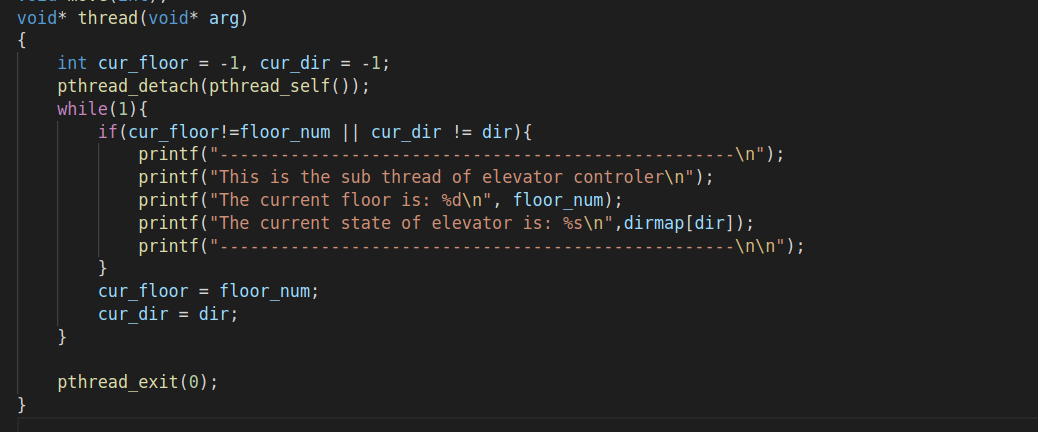 void* thread(void* arg)
{
    int cur_floor = -1, cur_dir = -1;
    pthread_detach(pthread_self());
    while(1){
        if(cur_floor!=floor_num || cur_dir != dir){
            printf("---------------------------------------------------\n");
            printf("This is the sub thread of elevator controler\n");
            printf("The current floor is: %d\n", floor_num);
            printf("The current state of elevator is: %s\n",dirmap[dir]);
            printf("---------------------------------------------------\n\n");
        }
        cur_floor = floor_num;
        cur_dir = dir;
    }
    pthread_exit(0);
}